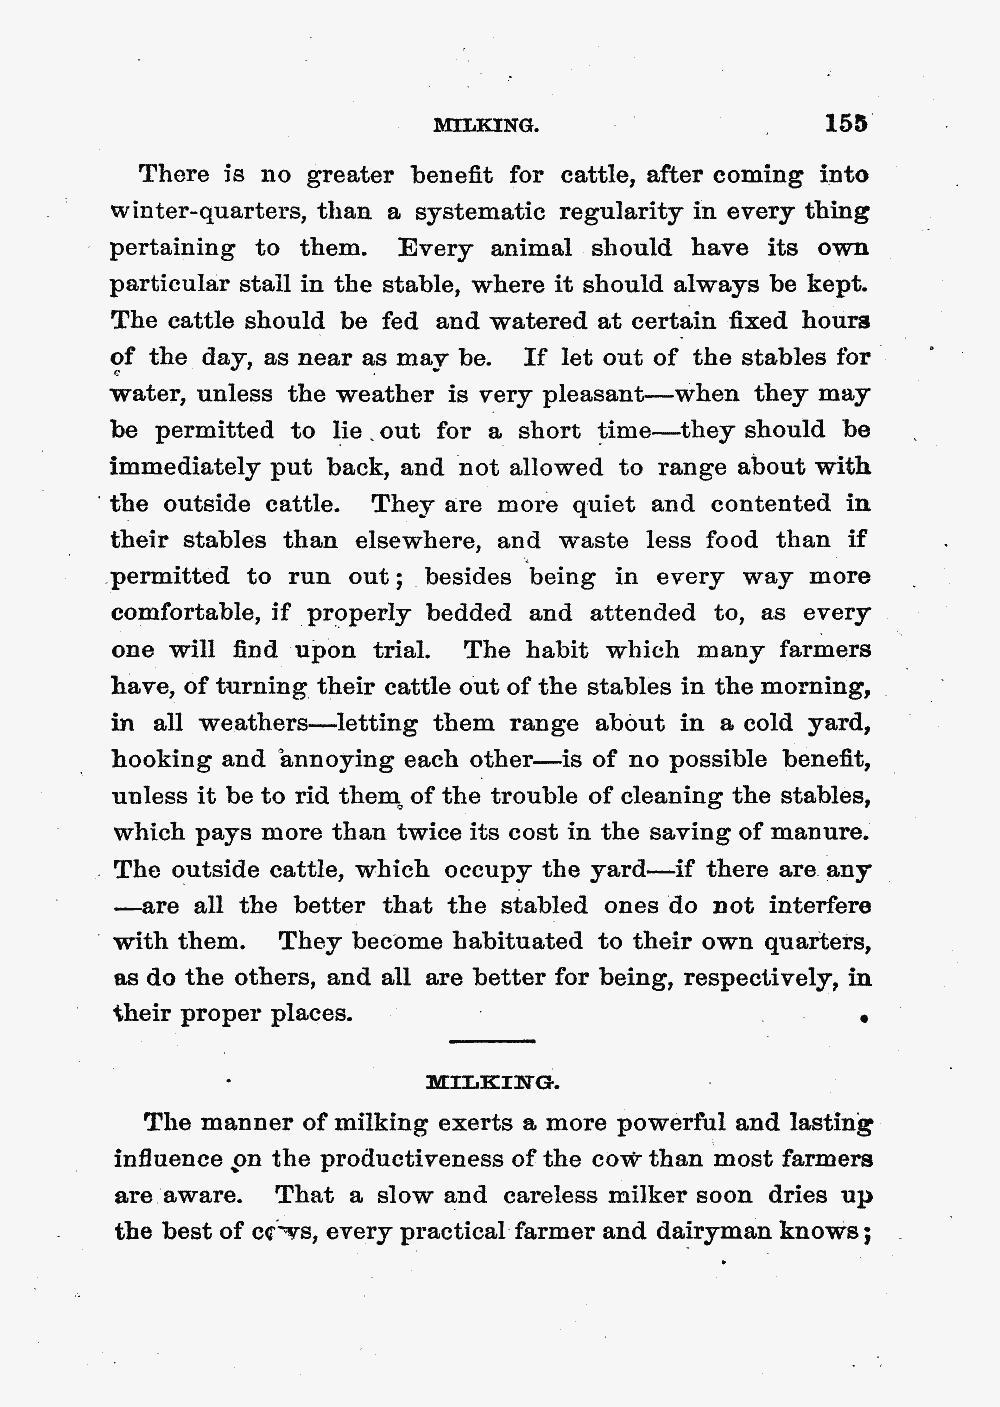 MILKING. 155
There is no greater benefit for cattle, after coming into
winter-quarters, than a systematic regularity in every thing
pertaining to them. Every animal should have its own
particular stall in the stable, where it should always be kept.
The cattle should be fed and watered at certain fixed hours
of the day, as near as may be. If let out of the stables for
water, unless the weather is very pleasant—when they may
be permitted to lie out for a short time—they should be
immediately put back, and not allowed to range about with
the outside cattle. They are more quiet and contented in
their stables than elsewhere, and waste less food than if
permitted to run out; besides being in every way more
comfortable, if properly bedded and attended to, as every
one will find upon trial. The habit which many farmers
have, of turning their cattle out of the stables in the morning,
in all weathers—letting them range about in a cold yard,
hooking and annoying each other—is of no possible benefit,
unless it be to rid them of the trouble of cleaning the stables,
which pays more than twice its cost in the saving of manure.
The outside cattle, which occupy the yard—if there are any
—are all the better that the stabled ones do not interfere
with them. They become habituated to their own quarters,
as do the others, and all are better for being, respectively, in
their proper places.
MILKING.
The manner of milking exerts a more powerful and lasting
influence on the productiveness of the cow than most farmers
are aware. That a slow and careless milker soon dries up
the best of cows, every practical farmer and dairyman knows;